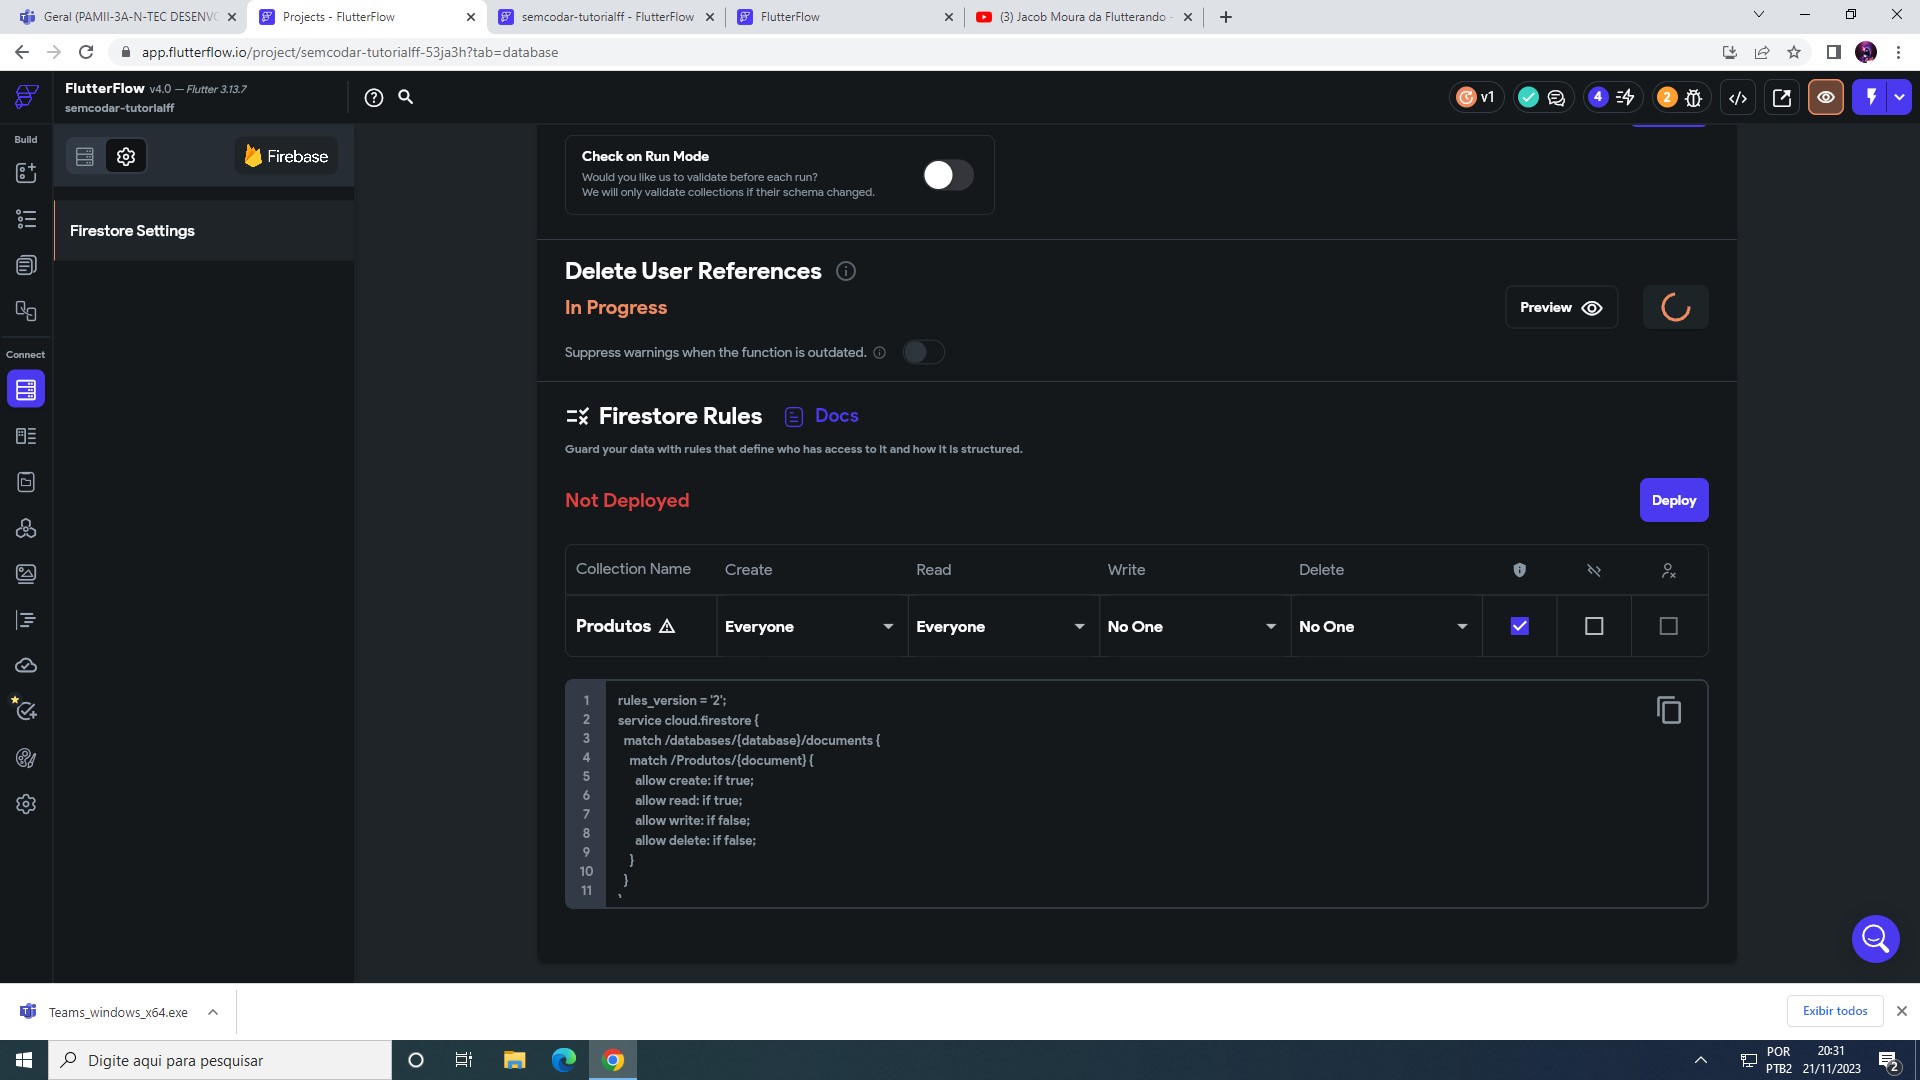 Geral (PAMII-3A-N-TEC DESENVO
Projects - FlutterFlow
semcodar-tutorialff - FlutterFlow
FlutterFlow
(3) Jacob Moura da Flutterando -
app.flutterflow.io/project/semcodar-tutorialff-53ja3h?tab=database
FlutterFlow v4.0 — Flutter 3.13.7
semcodar-tutorialff
v1
4
2
Build
Firebase
Firestore Settings
Connect
Check on Run Mode
Would you like us to validate before each run?
We will only validate collections if their schema changed.
Delete User References
In Progress
Preview
Suppress warnings when the function is outdated.
Firestore Rules
Docs
Guard your data with rules that define who has access to it and how it is structured.
Not Deployed
Deploy
Collection Name Create Read Write Delete
Produtos Everyone Everyone No One No One
1 rules_version = '2';
2 service cloud.firestore {
3 match /databases/{database}/documents {
4 match /Produtos/{document} {
5 allow create: if true;
6 allow read: if true;
7 allow write: if false;
8 allow delete: if false;
9 }
10 }
11
Teams_windows_x64.exe
Exibir todos
Digite aqui para pesquisar
POR
PTB2
20:31
21/11/2023
2